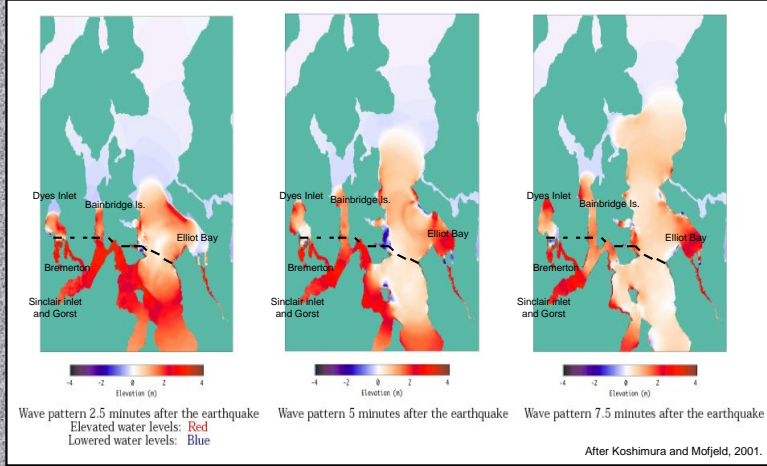 Dyes Inlet
Bainbridge Is.
Elliot Bay
Bremerton
Sinclair Inlet
and Gorst
-4 -2 0 2 4
Elevation (m)
Wave pattern 2.5 minutes after the earthquake
Elevated water levels: Red
Lowered water levels: Blue
Dyes Inlet
Bainbridge Is.
Elliot Bay
Bremerton
Sinclair Inlet
and Gorst
-4 -2 0 2 4
Elevation (m)
Wave pattern 5 minutes after the earthquake
Dyes Inlet
Bainbridge Is.
Elliot Bay
Bremerton
Sinclair Inlet
and Gorst
-4 -2 0 2 4
Elevation (m)
Wave pattern 7.5 minutes after the earthquake
After Koshimura and Mofjeld, 2001.